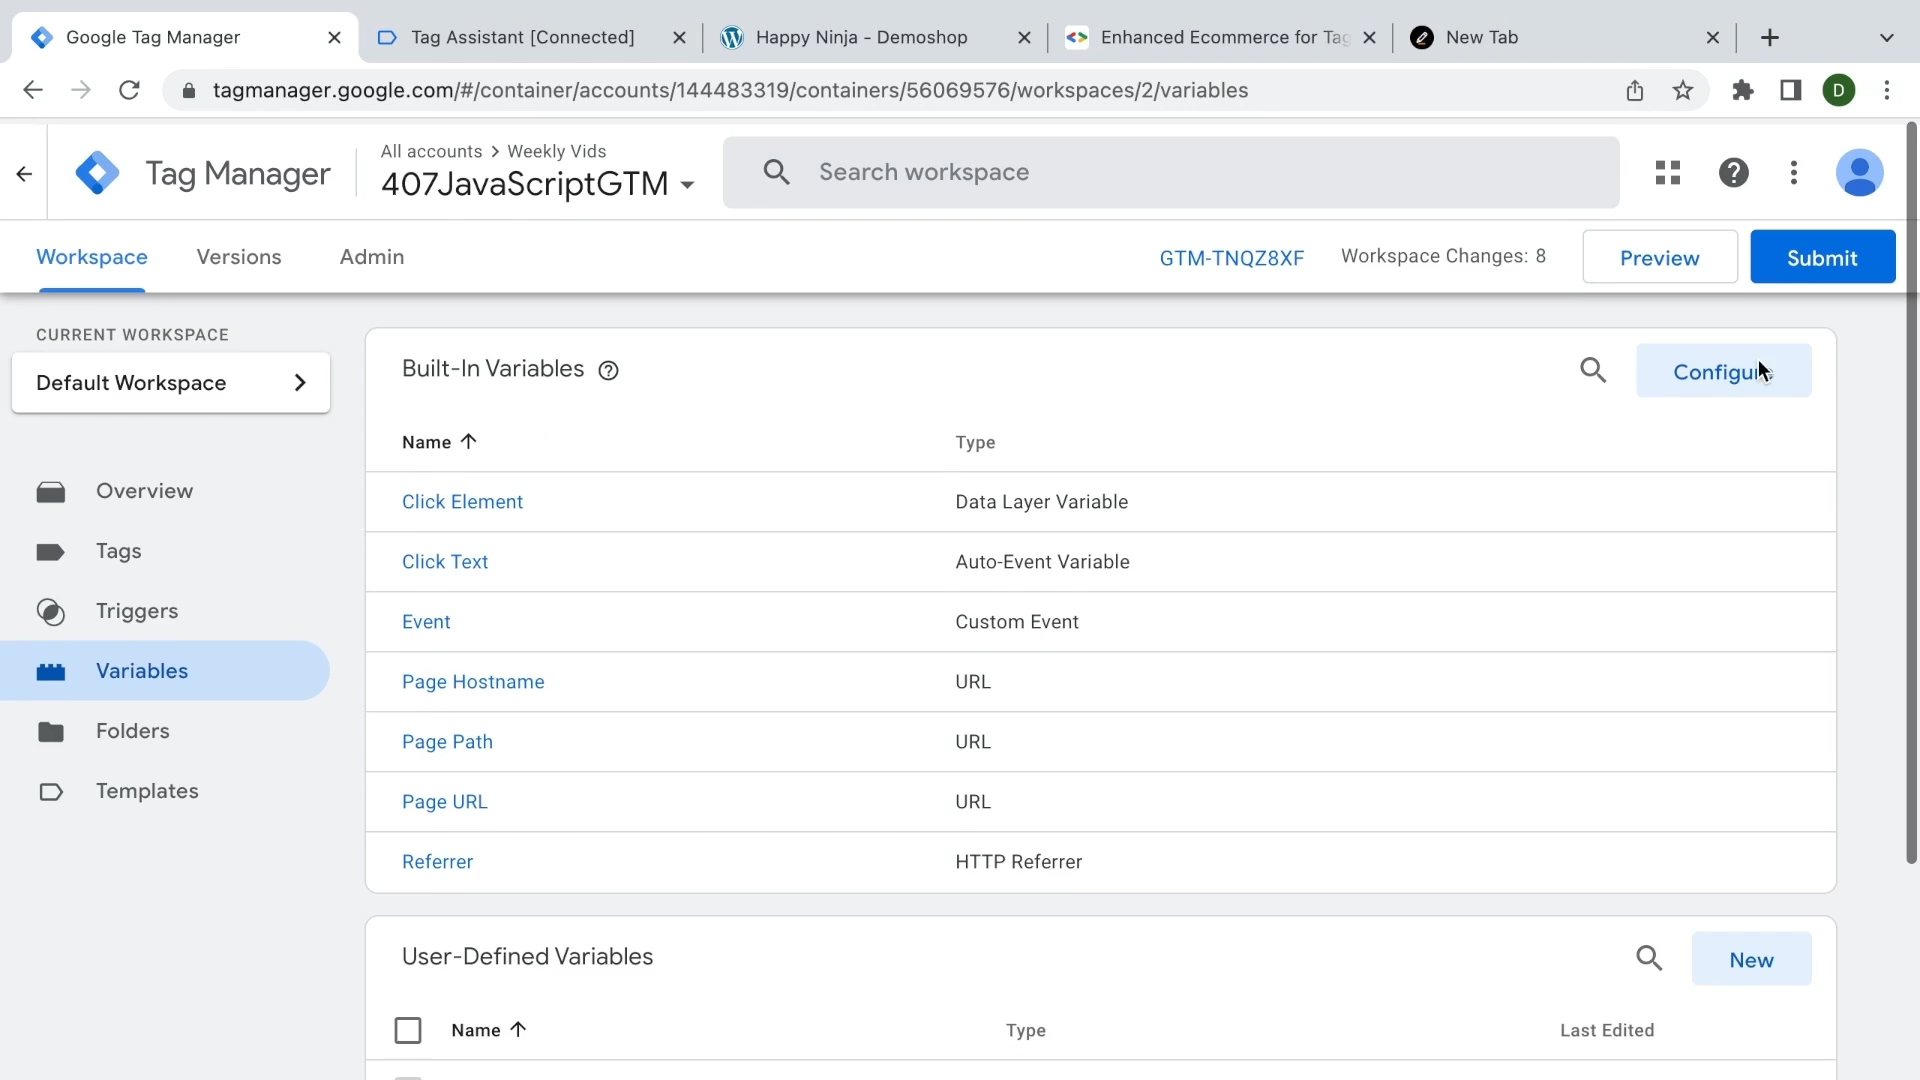 Google Tag Manager
Tag Assistant [Connected]
Happy Ninja - Demoshop
Enhanced Ecommerce for Tag
New Tab
tagmanager.google.com/#/container/accounts/144483319/containers/56069576/workspaces/2/variables
D
Tag Manager
All accounts > Weekly Vids
407JavaScriptGTM
Search workspace
Workspace
Versions
Admin
GTM-TNQZ8XF
Workspace Changes: 8
Preview
Submit
CURRENT WORKSPACE
Default Workspace
Overview
Tags
Triggers
Variables
Folders
Templates
Built-In Variables
Configure
Name
Type
Click Element
Data Layer Variable
Click Text
Auto-Event Variable
Event
Custom Event
Page Hostname
URL
Page Path
URL
Page URL
URL
Referrer
HTTP Referrer
User-Defined Variables
New
Name
Type
Last Edited